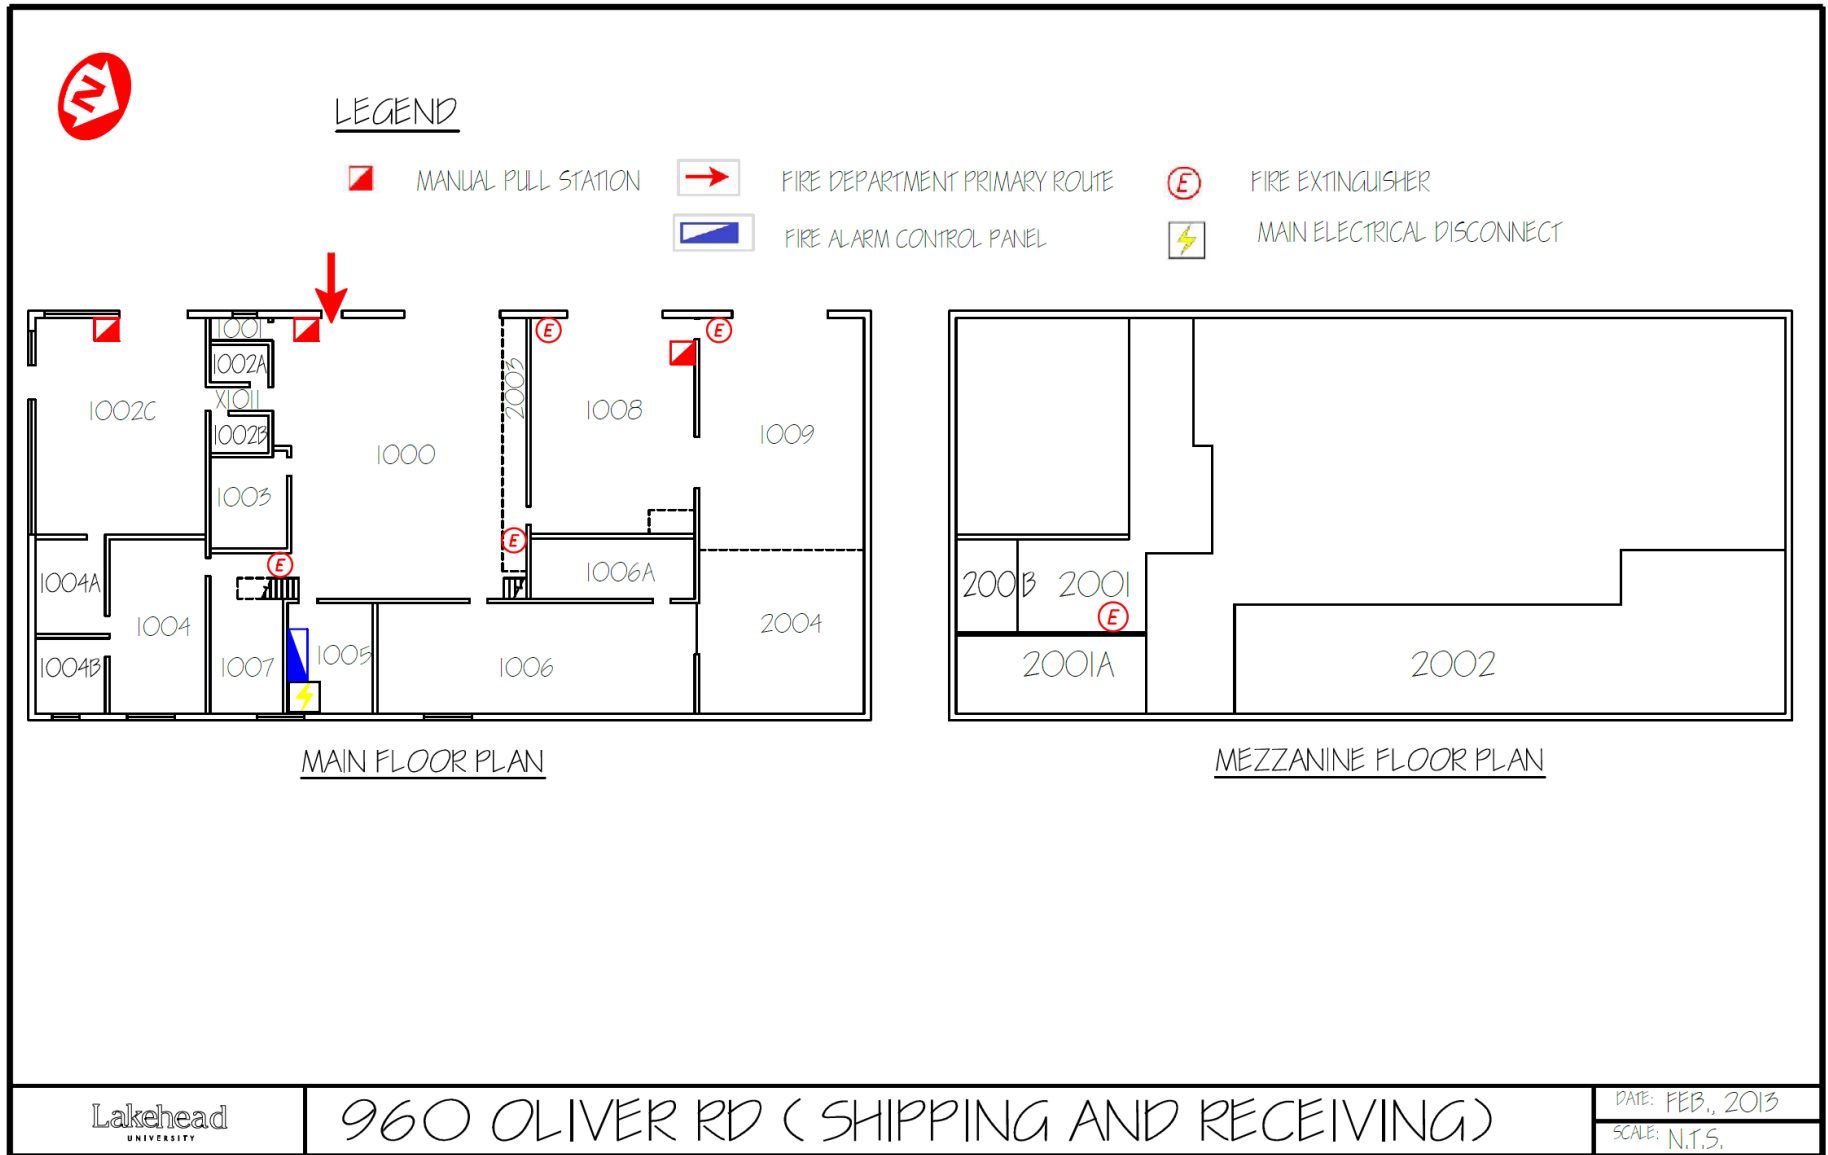 N
LEGEND
MANUAL PULL STATION
FIRE DEPARTMENT PRIMARY ROUTE
E FIRE EXTINGUISHER
FIRE ALARM CONTROL PANEL
MAIN ELECTRICAL DISCONNECT
1001
E
E
1002A
2003
X1011
1002C
1008
1002B
1009
1000
1003
E
E
1004A
1006A
2001B
2001
E
1004
2004
1004B
1007
1005
1006
2001A
2002
MAIN FLOOR PLAN
MEZZANINE FLOOR PLAN
Lakehead
UNIVERSITY
960 OLIVER RD (SHIPPING AND RECEIVING)
DATE: FEB., 2013
SCALE: N.T.S.